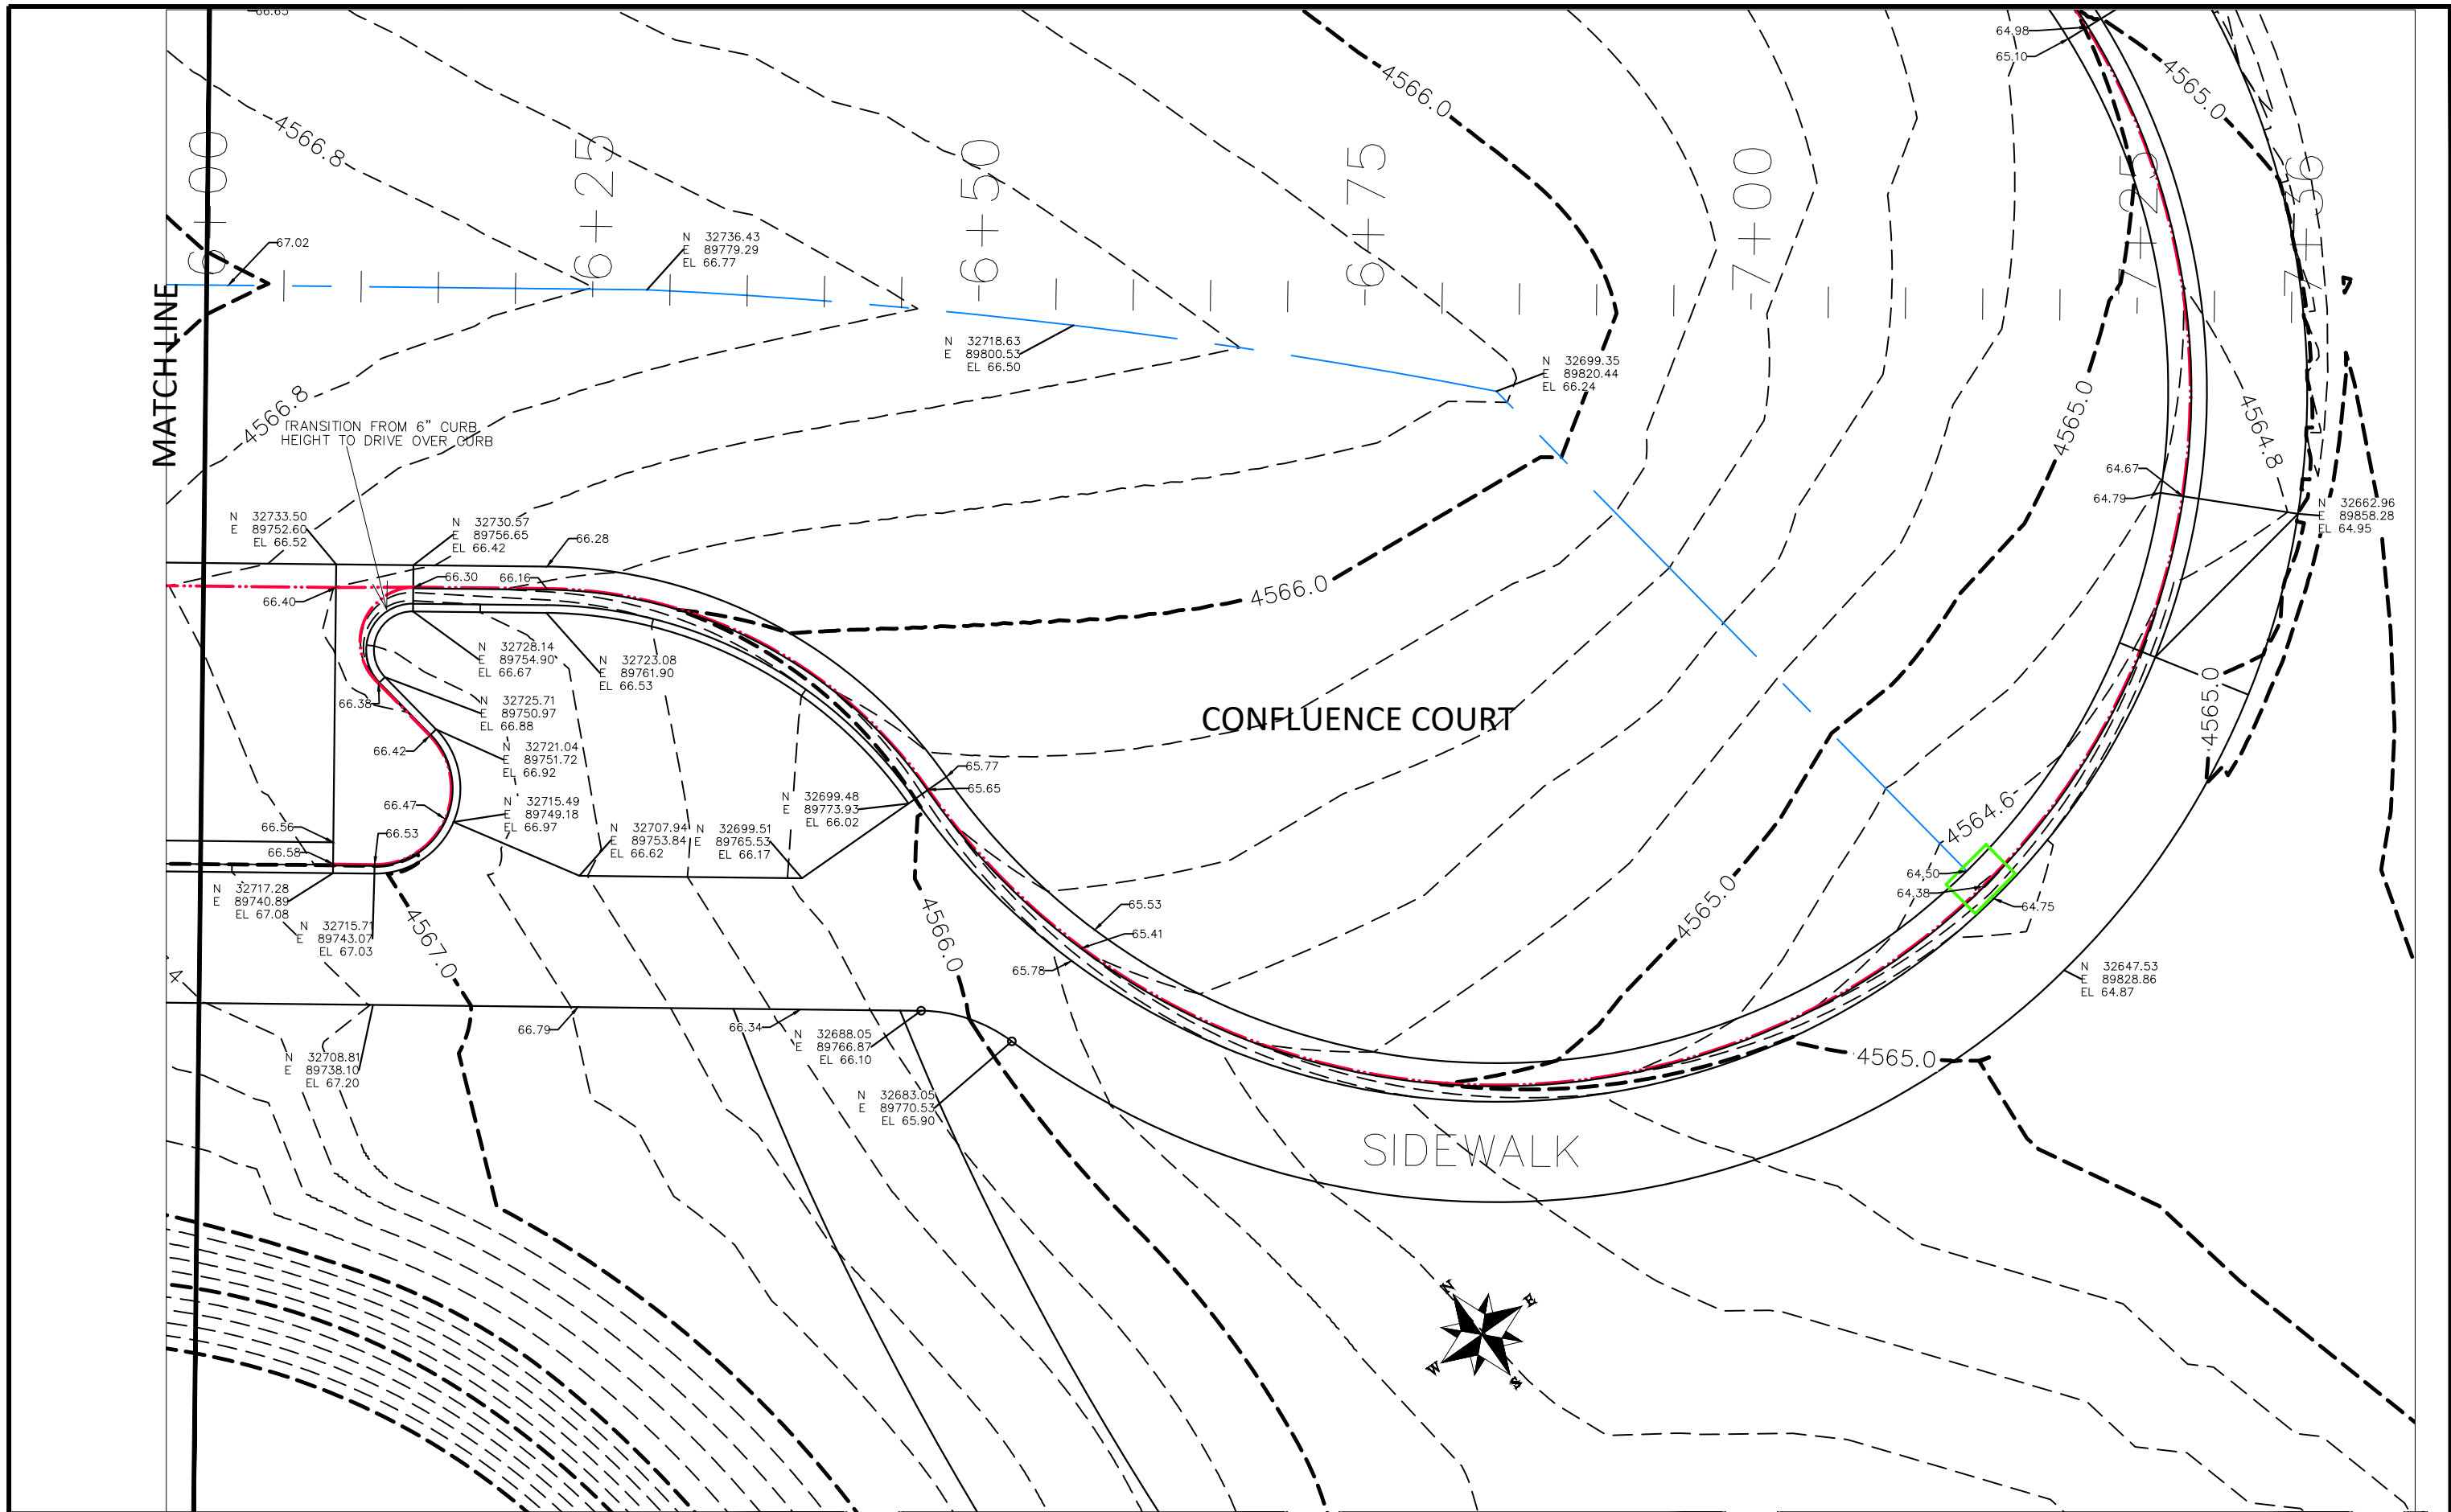 66.65
64.98
65.10
4566.0
4565.0
4566.8
6+00
6+25
6+50
6+75
7+00
7+25
7+36
67.02
N 32736.43
E 89779.29
EL 66.77
MATCHLINE
N 32718.63
E 89800.53
EL 66.50
N 32699.35
E 89820.44
EL 66.24
4566.8
TRANSITION FROM 6" CURB
HEIGHT TO DRIVE OVER CURB
4565.0
4564.8
64.67
64.79
N 32662.96
E 89858.28
EL 64.95
N 32733.50
E 89752.60
EL 66.52
N 32730.57
E 89756.65
EL 66.42
66.28
66.30
66.16
66.40
4566.0
N 32728.14
E 89754.90
EL 66.67
N 32723.08
E 89761.90
EL 66.53
66.38
N 32725.71
E 89750.97
EL 66.88
66.42
N 32721.04
E 89751.72
EL 66.92
CONFLUENCE COURT
4565.0
65.77
65.65
66.47
N 32715.49
E 89749.18
EL 66.97
N 32699.48
E 89773.93
EL 66.02
66.56
66.53
66.58
N 32707.94
E 89753.84
EL 66.62
N 32699.51
E 89765.53
EL 66.17
4564.6
64.50
64.38
64.75
N 32717.28
E 89740.89
EL 67.08
N 32715.71
E 89743.07
EL 67.03
4567.0
4566.0
65.53
65.41
65.78
4565.0
.4
N 32647.53
E 89828.86
EL 64.87
66.79
66.34
N 32688.05
E 89766.87
EL 66.10
4565.0
N 32708.81
E 89738.10
EL 67.20
N 32683.05
E 89770.53
EL 65.90
SIDEWALK
N
E
W
S